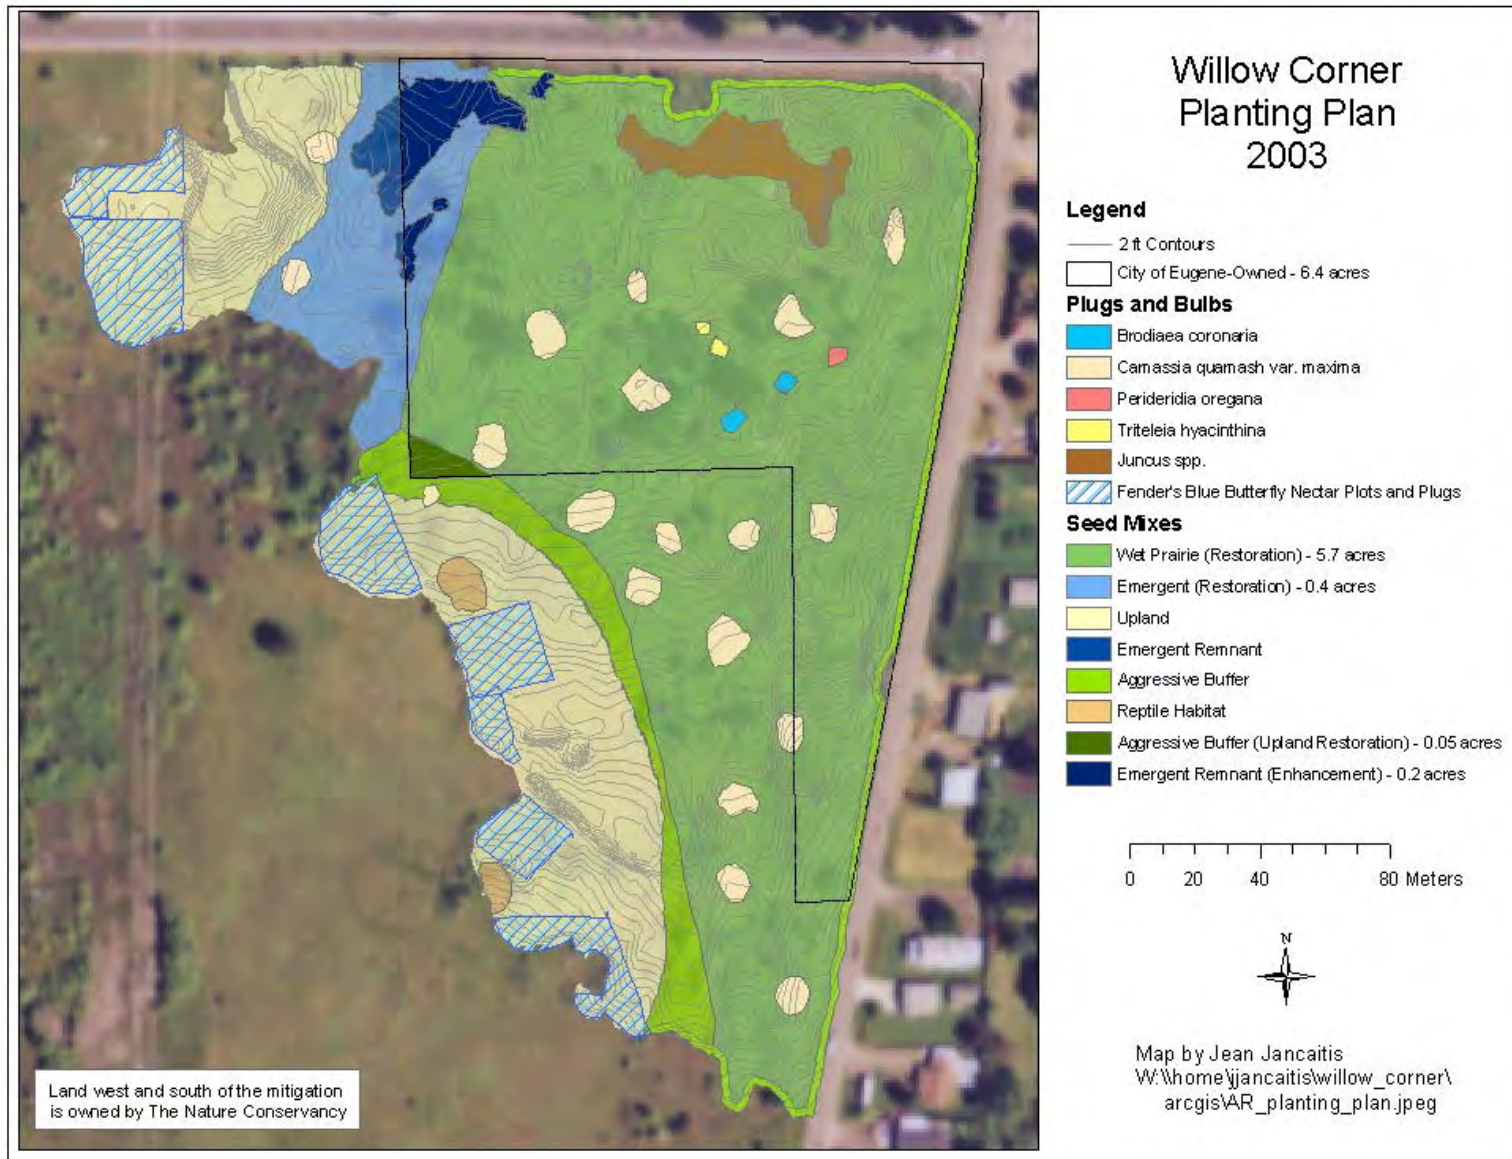 Willow Corner
Planting Plan
2003
Legend
2 ft Contours
City of Eugene-Owned - 6.4 acres
Plugs and Bulbs
Brodiaea coronaria
Camassia quamash var. maxima
Perideridia oregana
Triteleia hyacinthina
Juncus spp.
Fender's Blue Butterfly Nectar Plots and Plugs
Seed Mixes
Wet Prairie (Restoration) - 5.7 acres
Emergent (Restoration) - 0.4 acres
Upland
Emergent Remnant
Aggressive Buffer
Reptile Habitat
Aggressive Buffer (Upland Restoration) - 0.05 acres
Emergent Remnant (Enhancement) - 0.2 acres
0 20 40 80 Meters
N
Map by Jean Jancaitis
W:\\home\jjancaitis\willow_corner\
arcgis\AR_planting_plan.jpeg
Land west and south of the mitigation
is owned by The Nature Conservancy